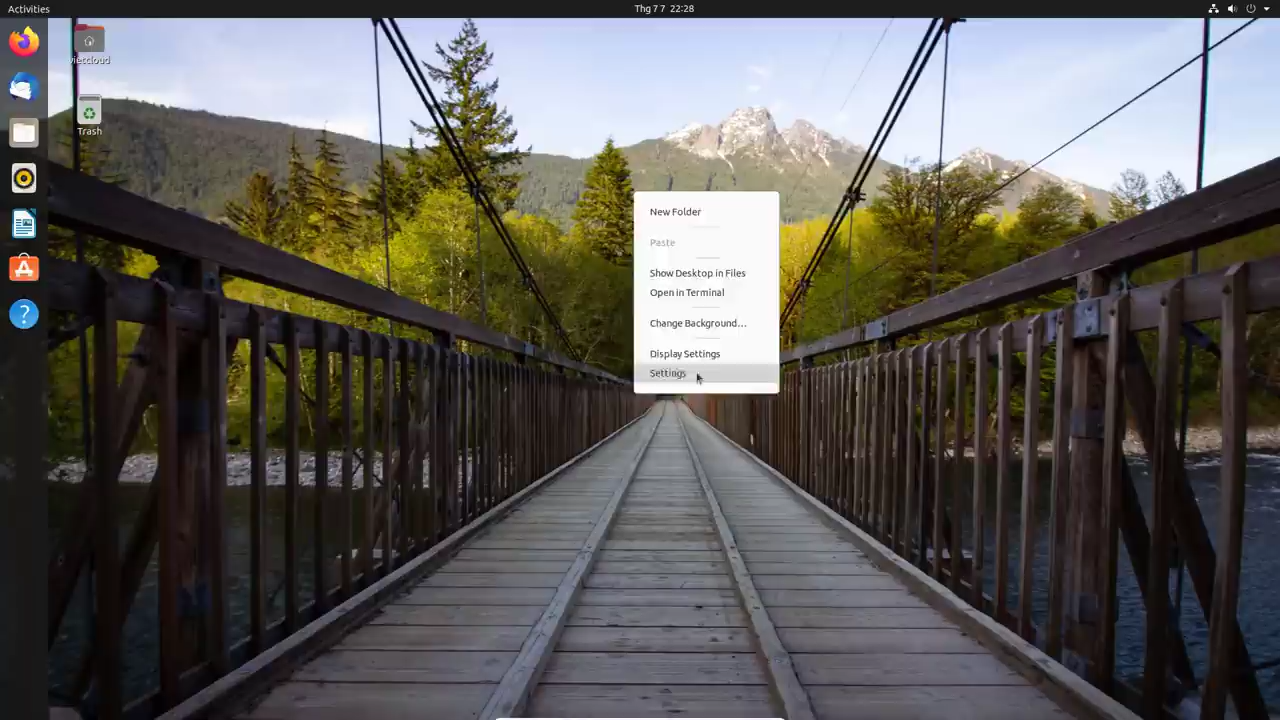 Activities
Thg 7 7 22:28
vietcloud
Trash
New Folder
Paste
Show Desktop in Files
Open in Terminal
Change Background…
Display Settings
Settings